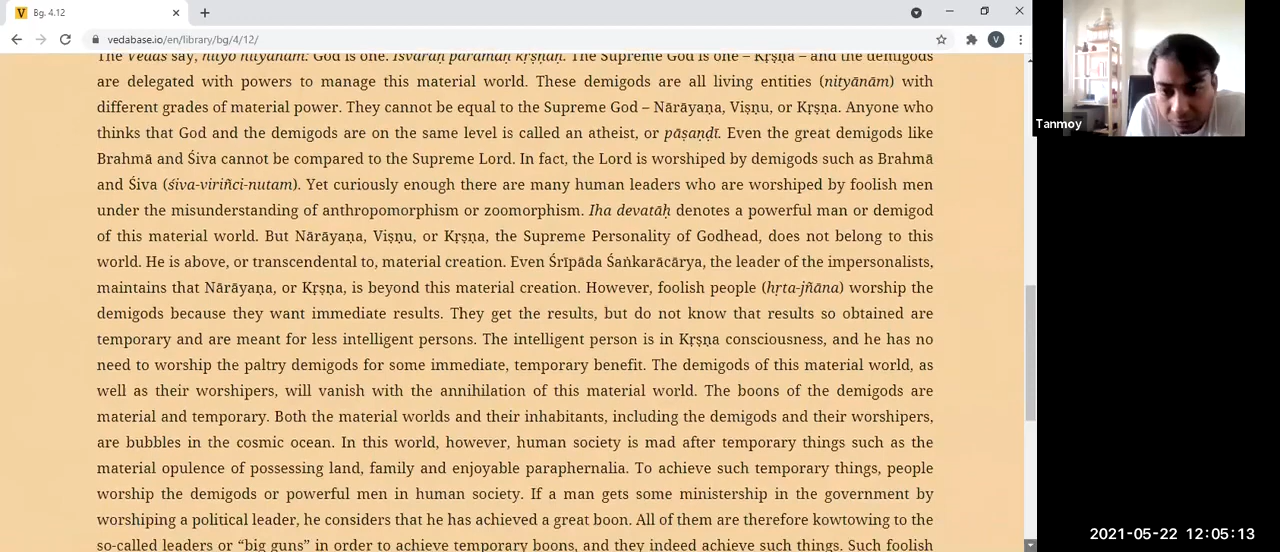 Bg. 4.12
vedabase.io/en/library/bg/4/12/
V
The Vedas say, nityo nityānām. God is one. Īśvaraḥ paramaḥ kṛṣṇaḥ. The Supreme God is one – Kṛṣṇa – and the demigods
are delegated with powers to manage this material world. These demigods are all living entities (nityānām) with
different grades of material power. They cannot be equal to the Supreme God – Nārāyaṇa, Viṣṇu, or Kṛṣṇa. Anyone who
thinks that God and the demigods are on the same level is called an atheist, or pāṣaṇḍī. Even the great demigods like
Brahmā and Śiva cannot be compared to the Supreme Lord. In fact, the Lord is worshiped by demigods such as Brahmā
and Śiva (śiva-viriñci-nutam). Yet curiously enough there are many human leaders who are worshiped by foolish men
under the misunderstanding of anthropomorphism or zoomorphism. Iha devatāḥ denotes a powerful man or demigod
of this material world. But Nārāyaṇa, Viṣṇu, or Kṛṣṇa, the Supreme Personality of Godhead, does not belong to this
world. He is above, or transcendental to, material creation. Even Śrīpāda Śaṅkarācārya, the leader of the impersonalists,
maintains that Nārāyaṇa, or Kṛṣṇa, is beyond this material creation. However, foolish people (hṛta-jñāna) worship the
demigods because they want immediate results. They get the results, but do not know that results so obtained are
temporary and are meant for less intelligent persons. The intelligent person is in Kṛṣṇa consciousness, and he has no
need to worship the paltry demigods for some immediate, temporary benefit. The demigods of this material world, as
well as their worshipers, will vanish with the annihilation of this material world. The boons of the demigods are
material and temporary. Both the material worlds and their inhabitants, including the demigods and their worshipers,
are bubbles in the cosmic ocean. In this world, however, human society is mad after temporary things such as the
material opulence of possessing land, family and enjoyable paraphernalia. To achieve such temporary things, people
worship the demigods or powerful men in human society. If a man gets some ministership in the government by
worshiping a political leader, he considers that he has achieved a great boon. All of them are therefore kowtowing to the
so-called leaders or “big guns” in order to achieve temporary boons, and they indeed achieve such things. Such foolish
Tanmoy
2021-05-22 12:05:13